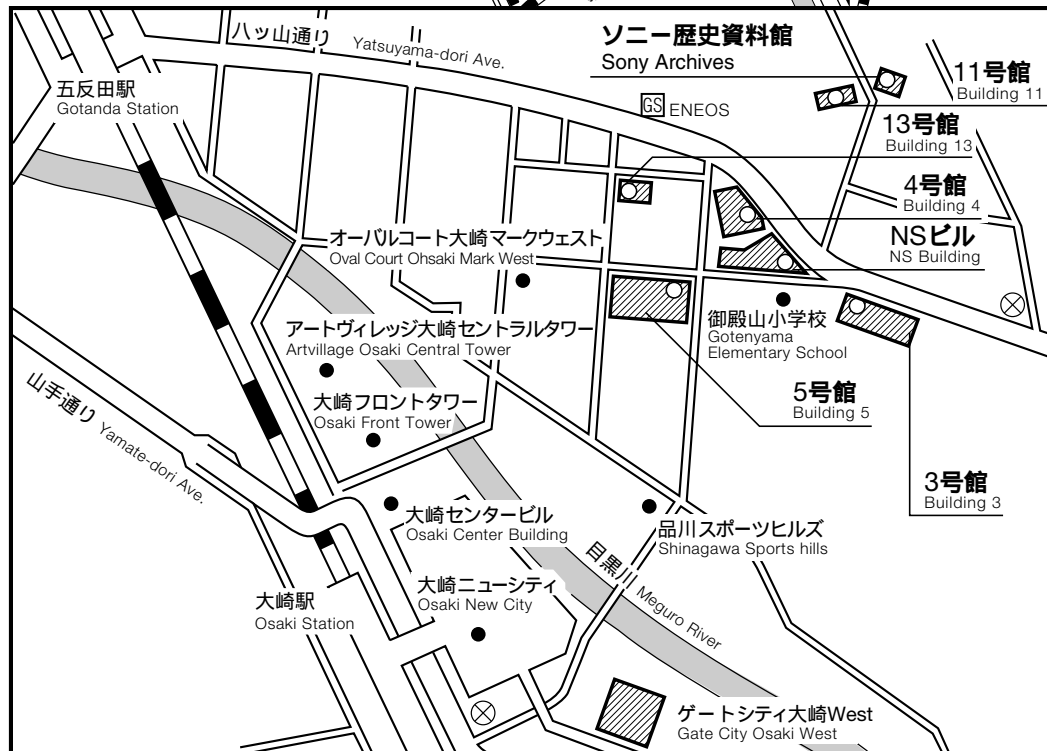 八ッ山通り
Yatsuyama-dori Ave.
ソニー歴史資料館
Sony Archives
五反田駅
Gotanda Station
GS ENEOS
11号館
Building 11
13号館
Building 13
4号館
Building 4
NSビル
NS Building
オーバルコート大崎マークウェスト
Oval Court Ohsaki Mark West
アートヴィレッジ大崎セントラルタワー
Artvillage Osaki Central Tower
御殿山小学校
Gotenyama
Elementary School
山手通り Yamate-dori Ave.
大崎フロントタワー
Osaki Front Tower
5号館
Building 5
3号館
Building 3
大崎センタービル
Osaki Center Building
品川スポーツヒルズ
Shinagawa Sports hills
目黒川 Meguro River
大崎ニューシティ
Osaki New City
大崎駅
Osaki Station
ゲートシティ大崎West
Gate City Osaki West